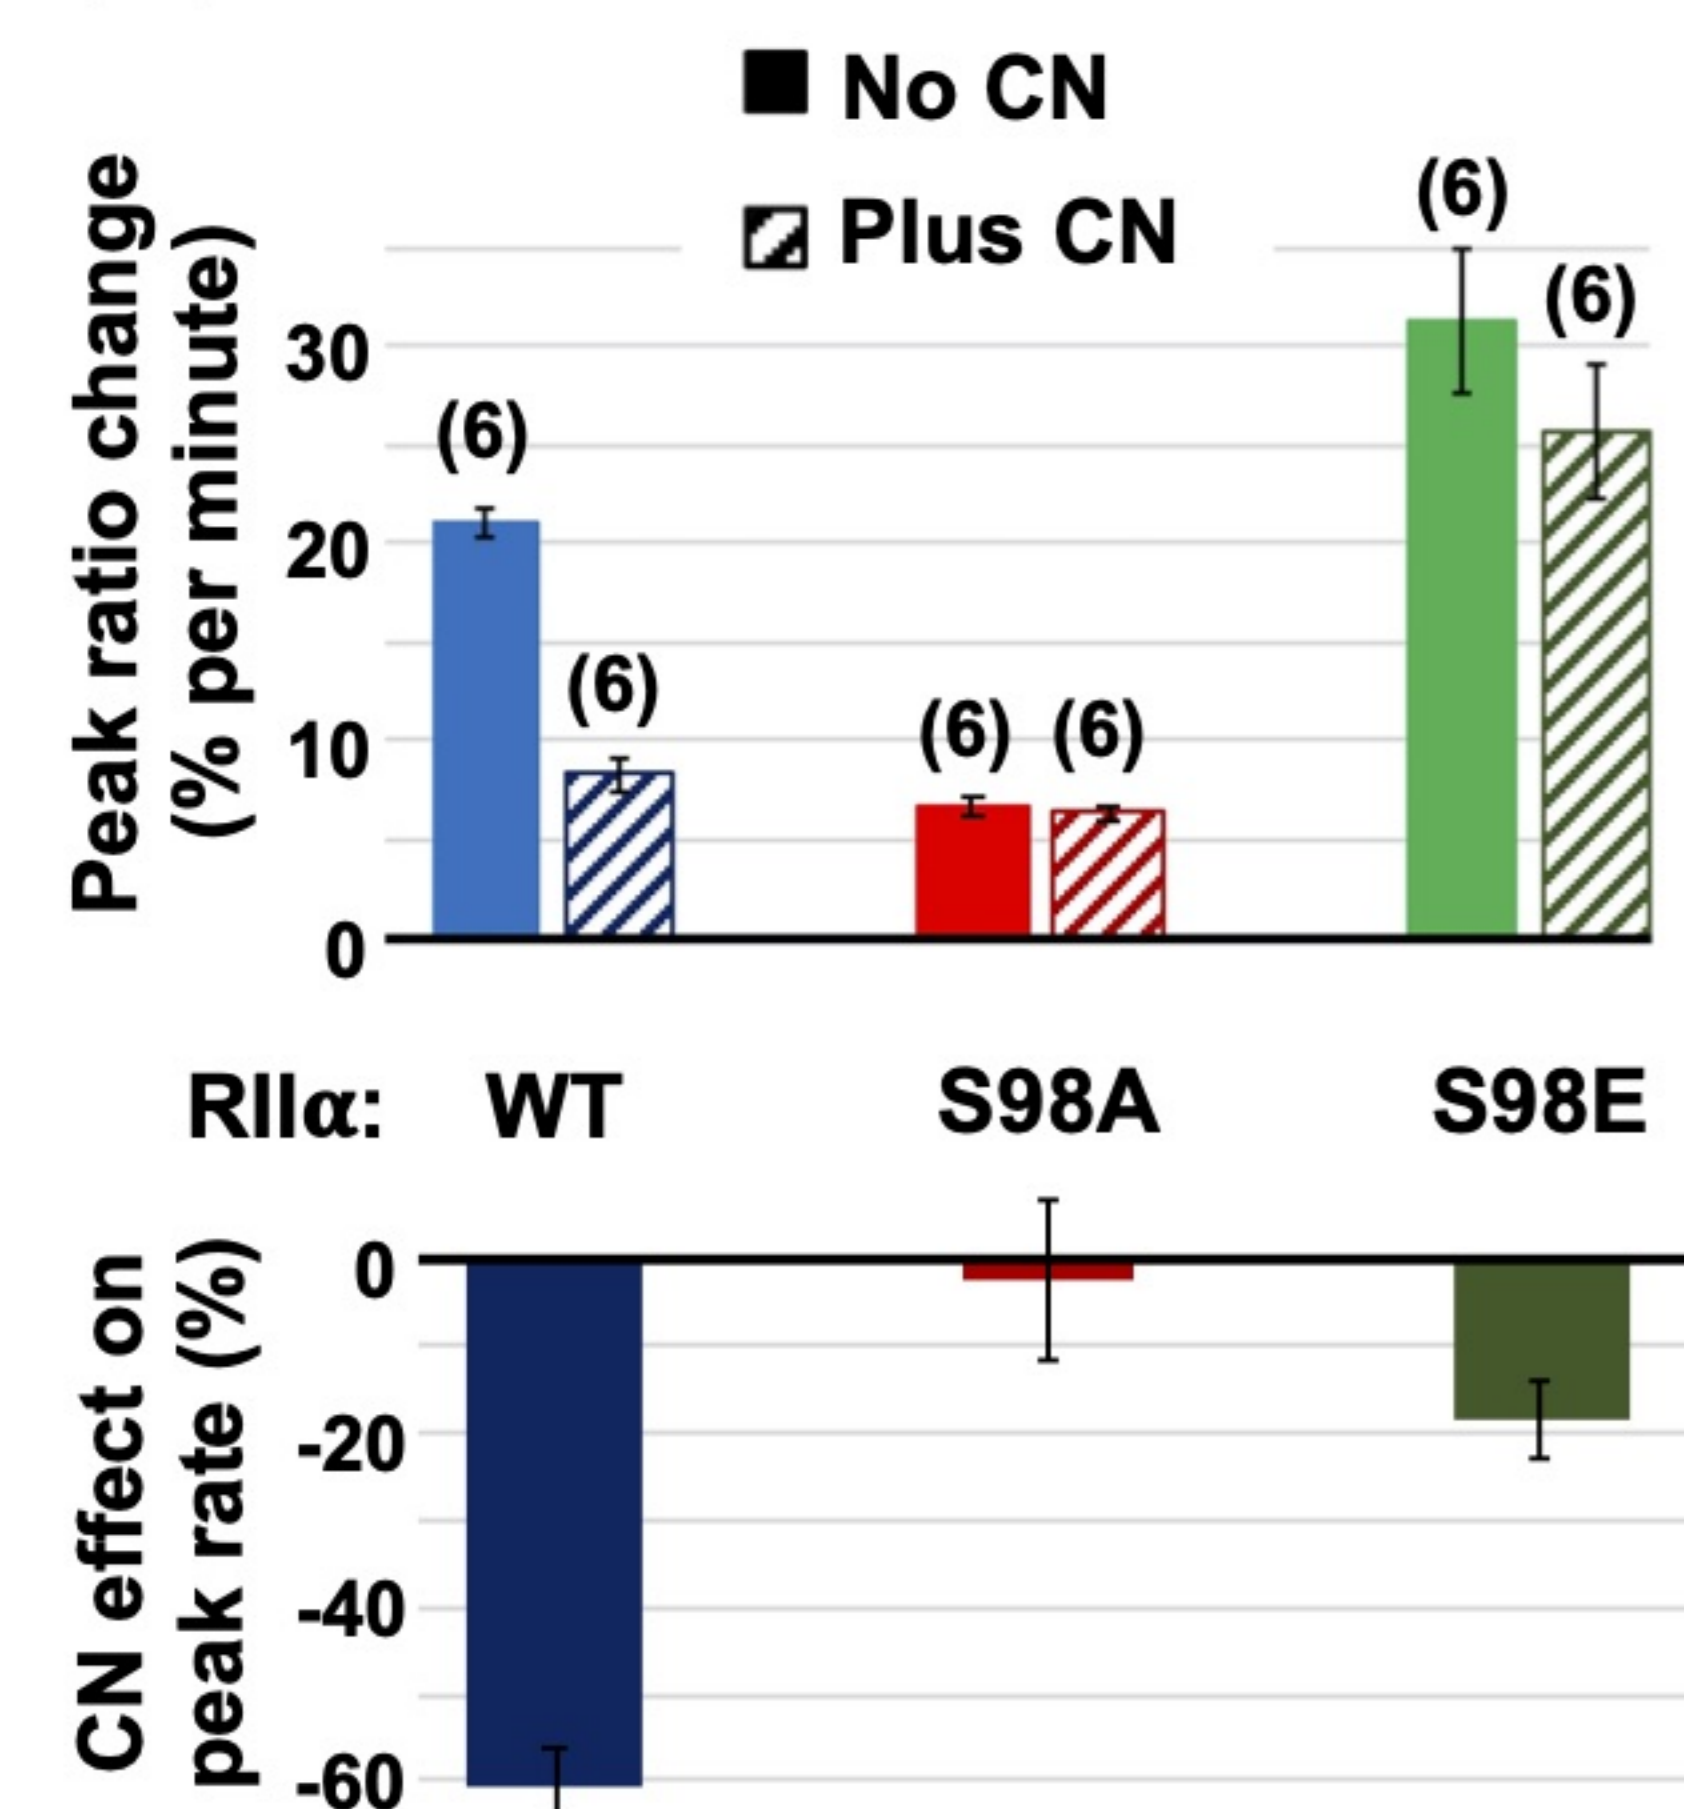 No CN
Plus CN
Peak ratio change
(% per minute)
30
20
10
0
(6)
(6)
(6)
(6)
(6)
(6)
RIIα:
WT
S98A
S98E
CN effect on
peak rate (%)
0
-20
-40
-60